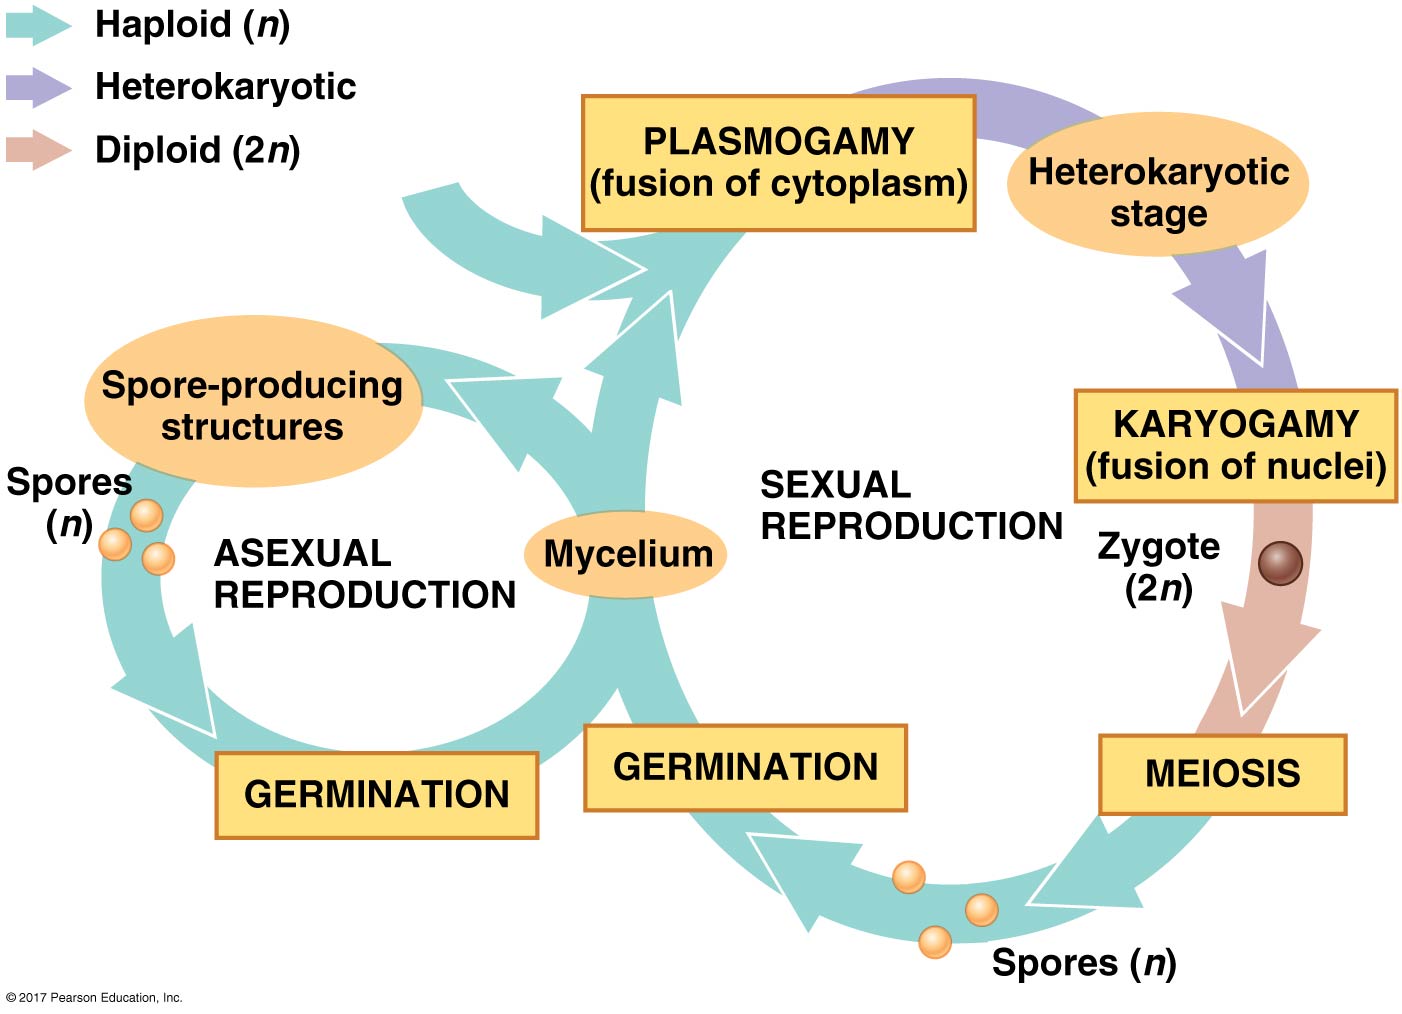 Haploid (n)
Heterokaryotic
Diploid (2n)
PLASMOGAMY
(fusion of cytoplasm)
Heterokaryotic
stage
Spore-producing
structures
KARYOGAMY
(fusion of nuclei)
Spores
(n)
SEXUAL
REPRODUCTION
ASEXUAL
REPRODUCTION
Mycelium
Zygote
(2n)
GERMINATION
GERMINATION
MEIOSIS
Spores (n)
© 2017 Pearson Education, Inc.